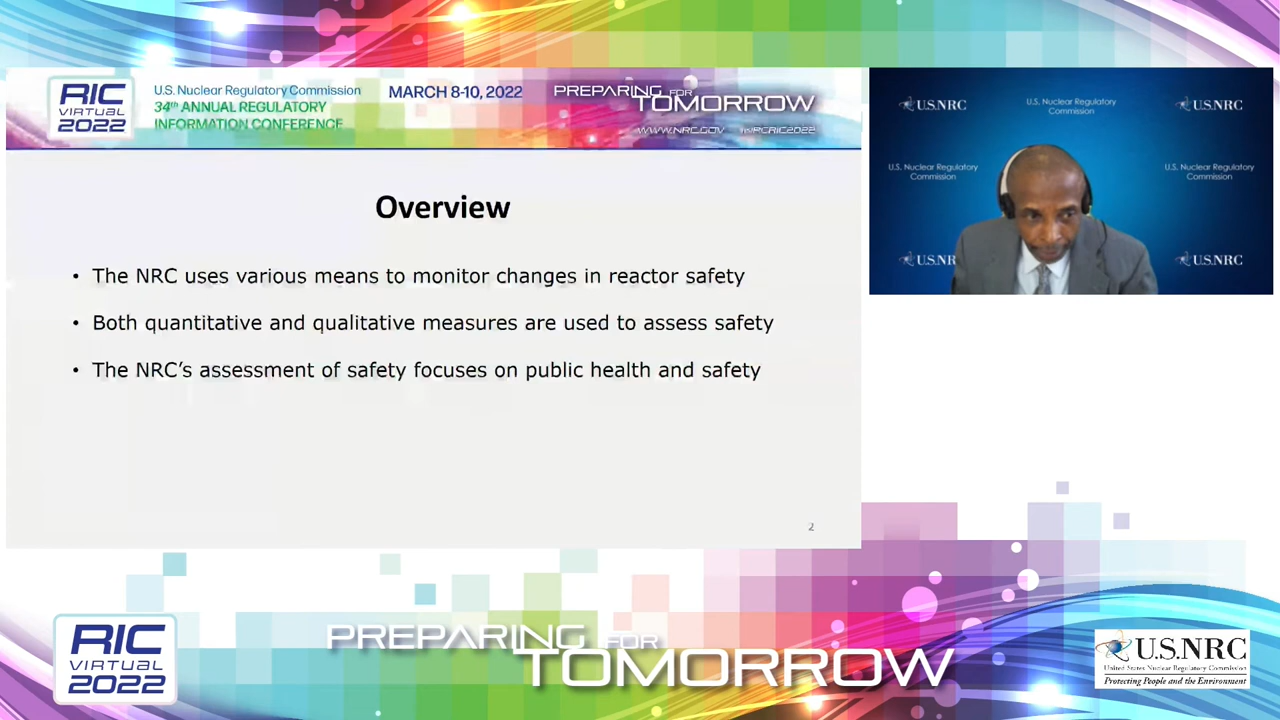 RIC
VIRTUAL
2022
U.S. Nuclear Regulatory Commission
34th ANNUAL REGULATORY
INFORMATION CONFERENCE
MARCH 8-10, 2022
PREPARING FOR
TOMORROW
WWW.NRC.GOV #NRCRIC2022
Overview
• The NRC uses various means to monitor changes in reactor safety
• Both quantitative and qualitative measures are used to assess safety
• The NRC’s assessment of safety focuses on public health and safety
2
U.S.NRC
U.S. Nuclear Regulatory
Commission
U.S.NRC
U.S. Nuclear Regulatory
Commission
U.S. Nuclear Regulatory
Commission
U.S.NR
U.S.NRC
RIC
VIRTUAL
2022
PREPARING FOR
TOMORROW
U.S.NRC
United States Nuclear Regulatory Commission
Protecting People and the Environment